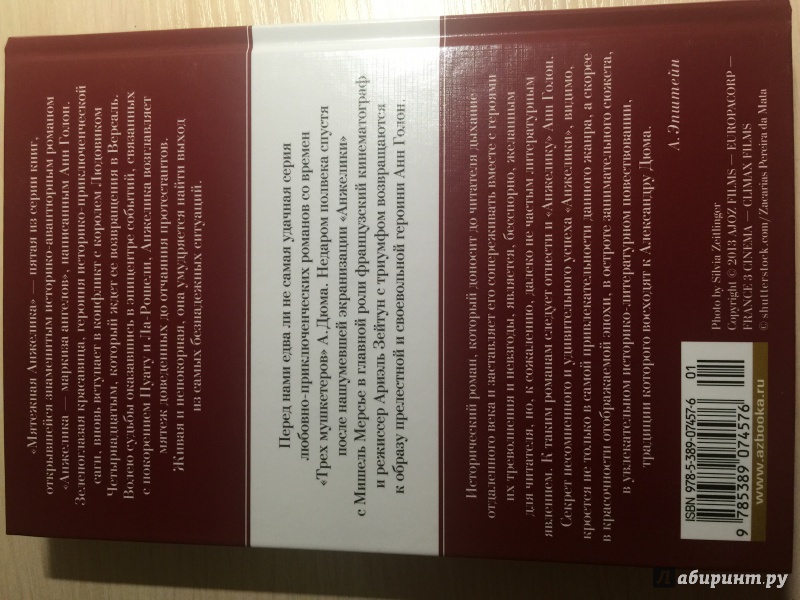 «Мятежная Анжелика» — пятая из серии книг,
открывшейся знаменитым историко-авантюрным романом
«Анжелика — маркиза ангелов», написанным Анн Голон.
Зеленоглазая красавица, героиня историко-приключенческой
саги, вновь вступает в конфликт с королем Людовиком
Четырнадцатым, который ждет ее возвращения в Версаль.
Волею судьбы оказавшись в эпицентре событий, связанных
с покорением Пуату и Ла-Рошели, Анжелика возглавляет
мятеж доведенных до отчаяния протестантов.
Живая и непокорная, она умудряется найти выход
из самых безнадежных ситуаций.
Перед нами едва ли не самая удачная серия
любовно-приключенческих романов со времен
«Трех мушкетеров» А. Дюма. Недаром полвека спустя
после нашумевшей экранизации «Анжелики»
с Мишель Мерсье в главной роли французский кинематограф
и режиссер Ариэль Зейтун с триумфом возвращаются
к образу прелестной и своевольной героини Анн Голон.
Исторический роман, который доносит до читателя дыхание
отдаленного века и заставляет его сопереживать вместе с героями
их треволнения и невзгоды, является, бесспорно, желанным
для читателя, но, к сожалению, далеко не частым литературным
явлением. К таким романам следует отнести и «Анжелику» Анн Голон.
Секрет несомненного и удивительного успеха «Анжелики», видимо,
кроется не только в самой привлекательности данного жанра, а скорее
в красочности отображаемой эпохи, в остроте занимательного сюжета,
в увлекательном историко-литературном повествовании,
традиции которого восходят к Александру Дюма.
А. Эпштейн
Photo by Silvia Zeitlinger
Copyright © 2013 AJOZ FILMS — EUROPACORP —
FRANCE 3 CINEMA — CLIMAX FILMS
© shutterstock.com/Zacarias Pereira da Mata
ISBN 978-5-389-07457-6
01
9 785389 074576
www.azbooka.ru
лабиринт.ру